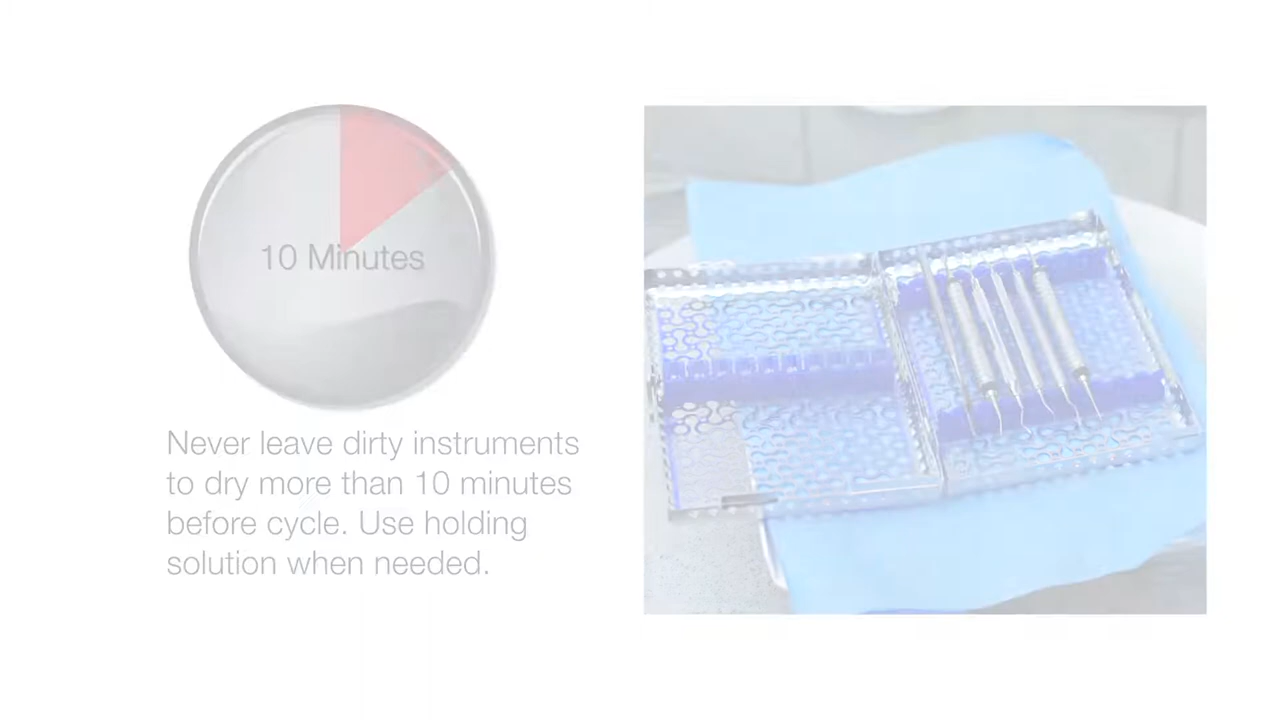 10 Minutes
Never leave dirty instruments
to dry more than 10 minutes
before cycle. Use holding
solution when needed.